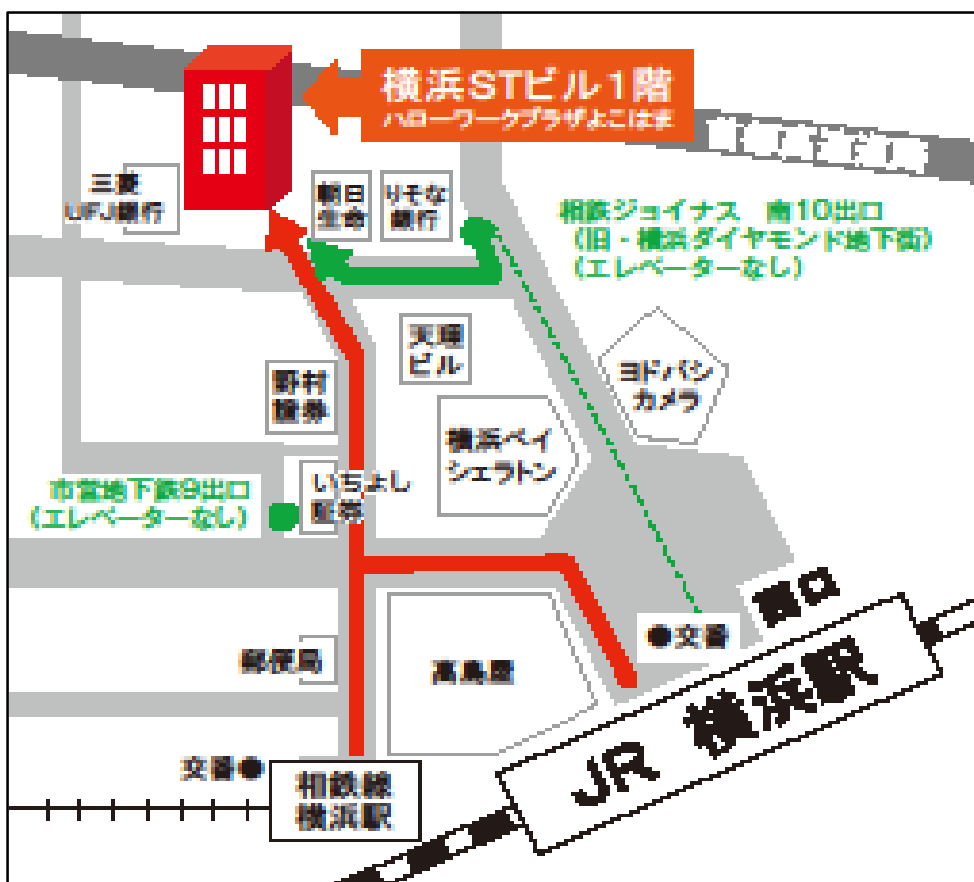 横浜STビル1階
ハローワークプラザよこはま
三菱
UFJ銀行
朝日
生命
りそな
銀行
相鉄ジョイナス 南10出口
(旧・横浜ダイヤモンド地下街)
(エレベーターなし)
天理
ビル
ヨドバシ
カメラ
野村
證券
横浜ベイ
シェラトン
市営地下鉄9出口
(エレベーターなし)
いちよし
証券
西口
●交番
郵便局
高島屋
JR 横浜駅
交番●
相鉄線
横浜駅